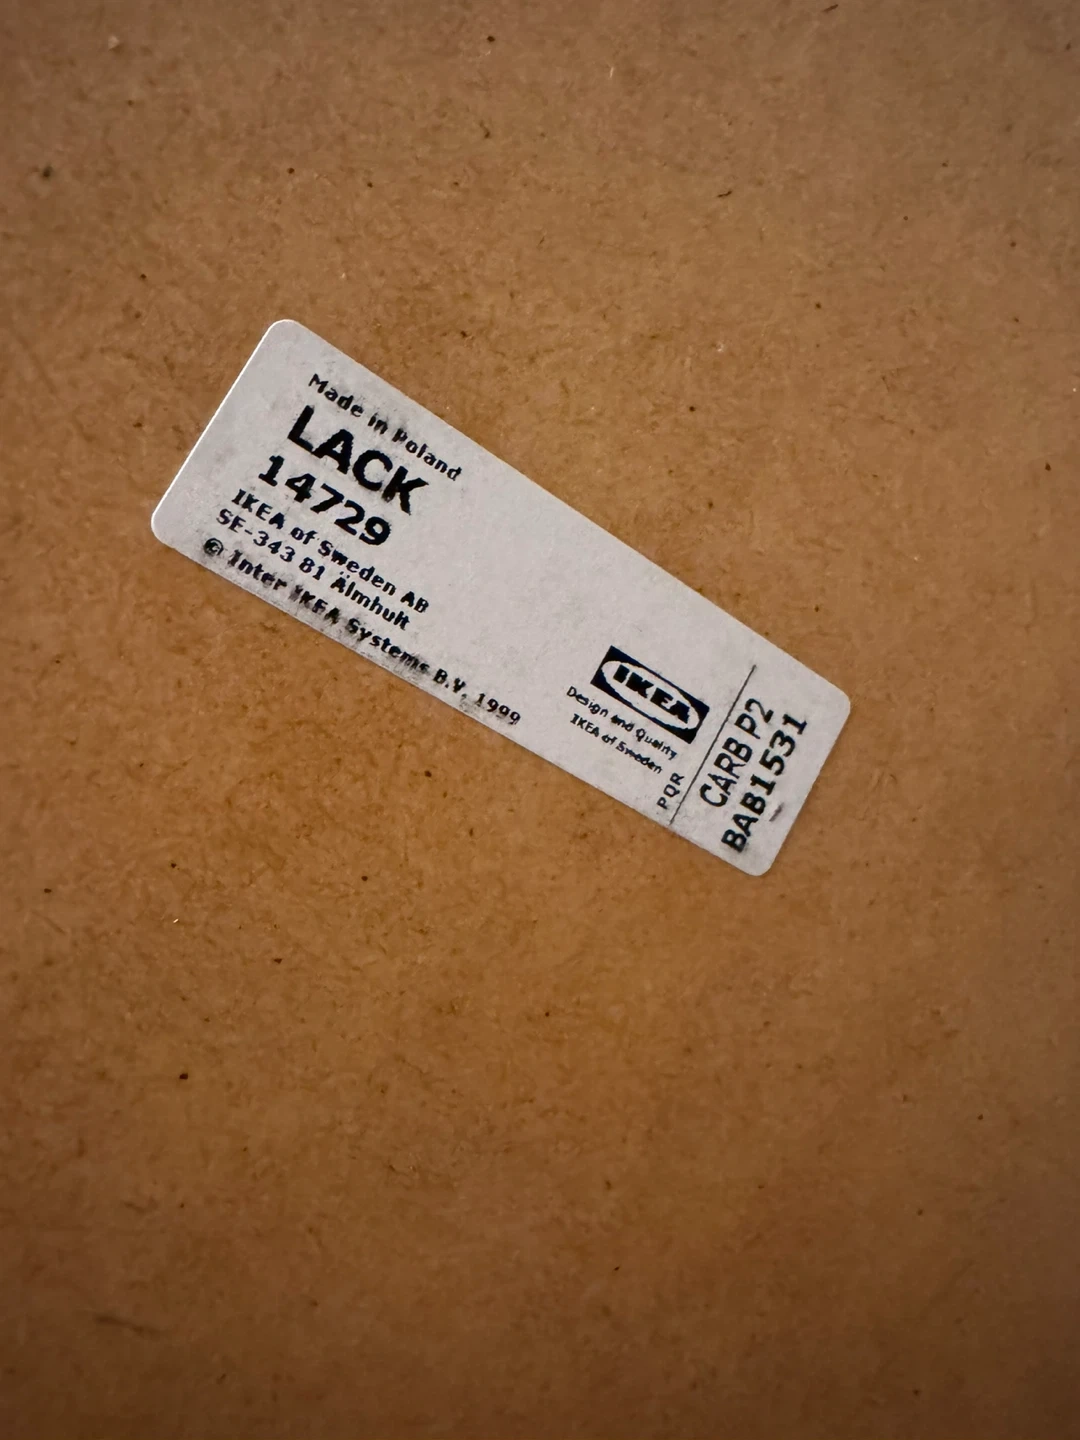 Made in Poland
LACK
14729
IKEA of Sweden AB
SE-343 81 Älmhult
© Inter IKEA Systems B.V. 1999
IKEA
Design and Quality
IKEA of Sweden
PQR
CARB P2
BAB1531